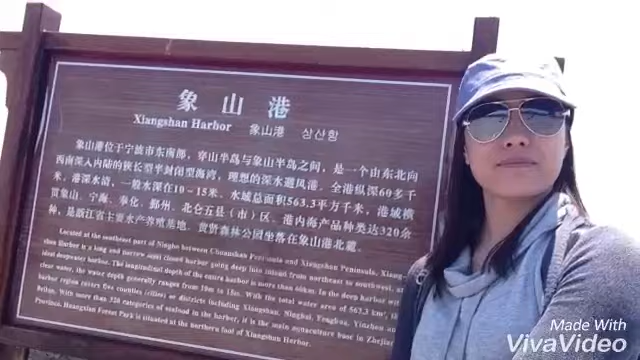 象山港
Xiangshan Harbor 象山港 삼산항
象山港位于宁波市东南部，穿山半岛与象山半岛之间，是一个由东北向
西南深入内陆的狭长型半封闭型海湾，理想的深水避风港。全港纵深60多千
米，港深水清，一般水深在10－15米，水域总面积563.3平方千米，港域横
贯象山、宁海、奉化、鄞州、北仑五县（市）区。港内海产品种类达320余
种，是浙江省主要水产养殖基地。黄贤森林公园坐落在象山港北麓。
Located at the southeast part of Ningbo between Chuanshan Peninsula and Xiangshan Peninsula, Xiang-
shan Harbor is a long and narrow semi closed harbor going deep into inland from northeast to southwest, an
ideal deepwater harbor. The longitudinal depth of the entire harbor is more than 60km. In the deep harbor wit
clear water, the water depth generally ranges from 10m to 15m. With the total water area of 563.3 km², t
harbor region crosses five counties (cities) or districts including Xiangshan, Ninghai, Fenghua, Yinzhou an
Beilun. With more than 320 categories of seafood in the harbor, it is the main aquaculture base in Zhejian
Province. Huangxian Forest Park is situated at the northern foot of Xiangshan Harbor.
Made With
VivaVideo